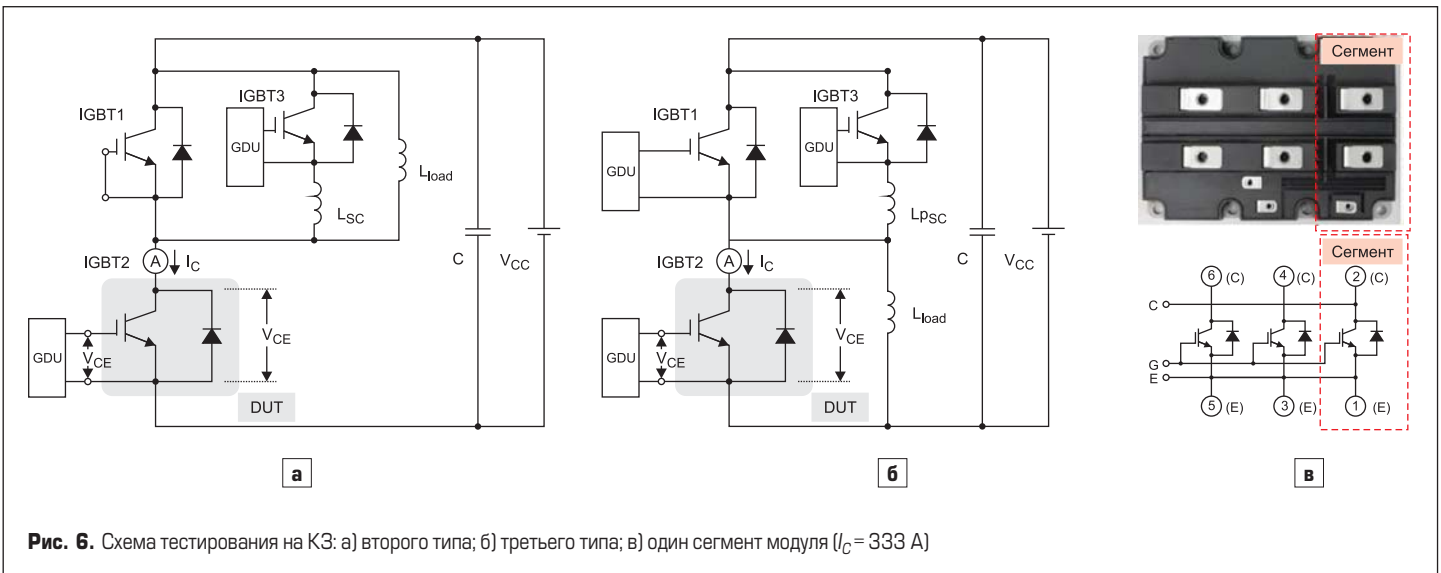 IGBT1
GDU
IGBT3
L_load
L_SC
IGBT2
A
I_C
C
V_CC
GDU
V_CE
V_CE
DUT
а
IGBT1
GDU
IGBT3
GDU
Lp_SC
IGBT2
A
I_C
C
V_CC
L_load
GDU
V_CE
V_CE
DUT
б
Сегмент
Сегмент
6 (C) 4 (C) 2 (C)
C
G
E
5 (E) 3 (E) 1 (E)
в
Рис. 6. Схема тестирования на КЗ: а) второго типа; б) третьего типа; в) один сегмент модуля (I_C = 333 А)